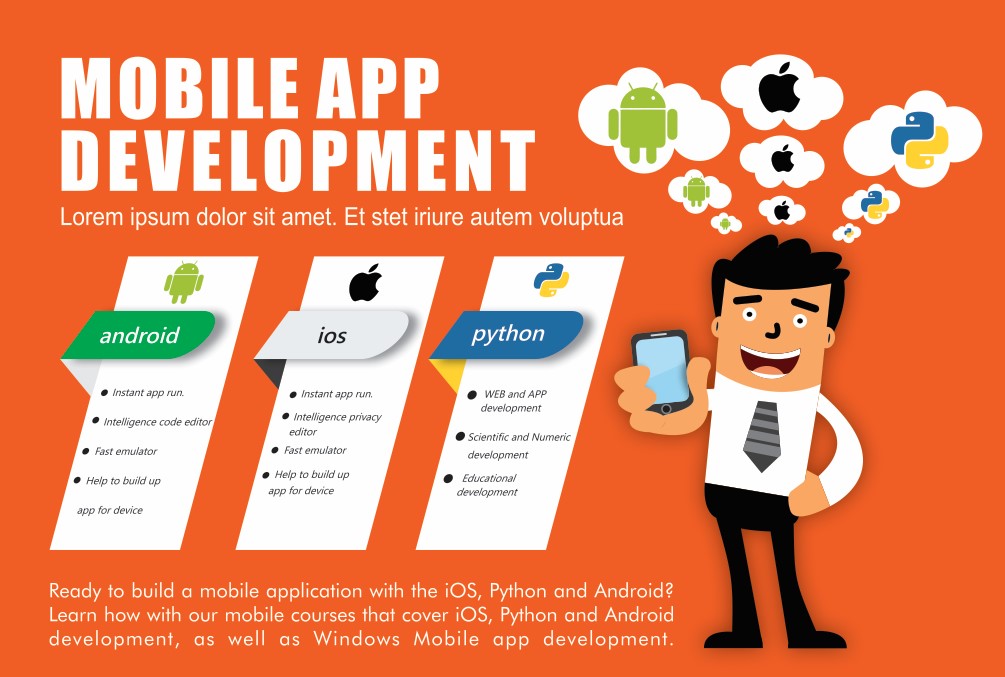 MOBILE APP
DEVELOPMENT
Lorem ipsum dolor sit amet. Et stet iriure autem voluptua
android
Instant app run.
Intelligence code editor
Fast emulator
Help to build up
app for device
ios
Instant app run.
Intelligence privacy
editor
Fast emulator
Help to build up
app for device
python
WEB and APP
development
Scientific and Numeric
development
Educational
development
Ready to build a mobile application with the iOS, Python and Android?
Learn how with our mobile courses that cover iOS, Python and Android
development, as well as Windows Mobile app development.